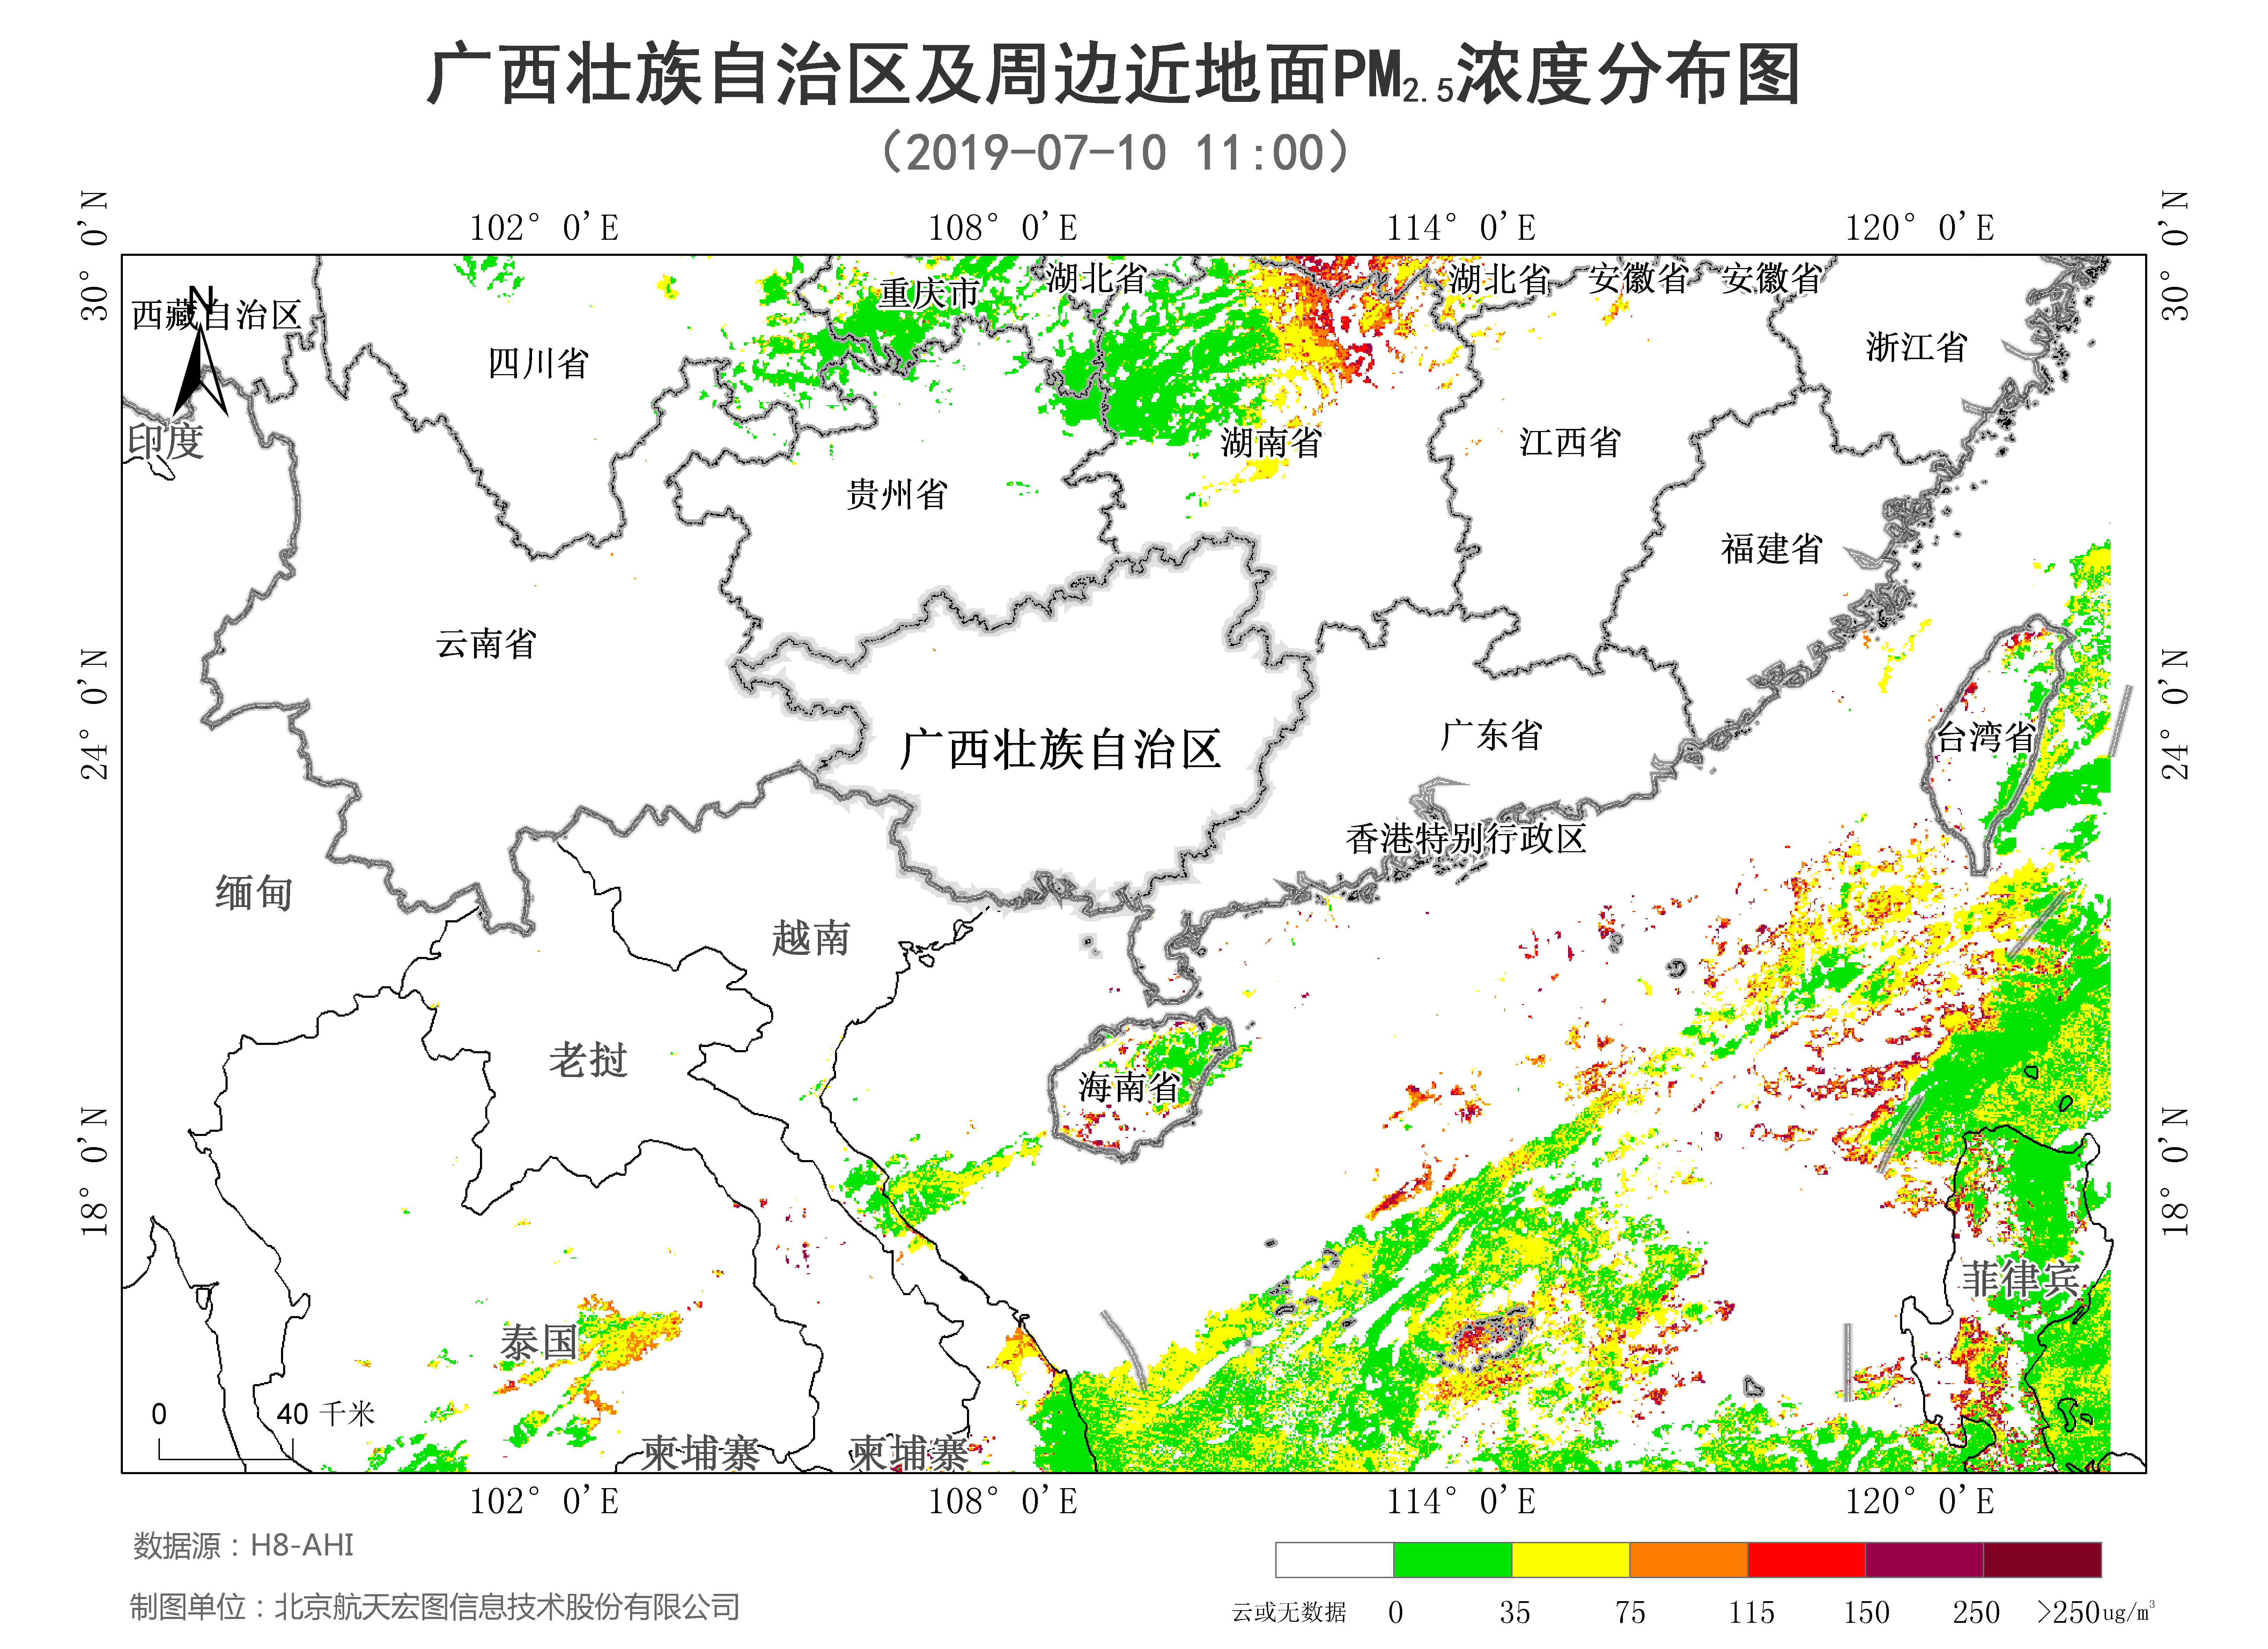 广西壮族自治区及周边近地面PM2.5浓度分布图
（2019-07-10 11:00）
102° 0'E 108° 0'E 114° 0'E 120° 0'E
30° 0'N 30° 0'N
N
湖北省 湖北省 安徽省 安徽省
重庆市
西藏自治区
浙江省
四川省
印度
湖南省 江西省
贵州省
福建省
云南省
24° 0'N 24° 0'N
广西壮族自治区 广东省 台湾省
香港特别行政区
缅甸
越南
老挝
海南省
18° 0'N 18° 0'N
菲律宾
泰国
0 40 千米
柬埔寨 柬埔寨
102° 0'E 108° 0'E 114° 0'E 120° 0'E
数据源：H8-AHI
制图单位：北京航天宏图信息技术股份有限公司
云或无数据 0 35 75 115 150 250 >250ug/m³